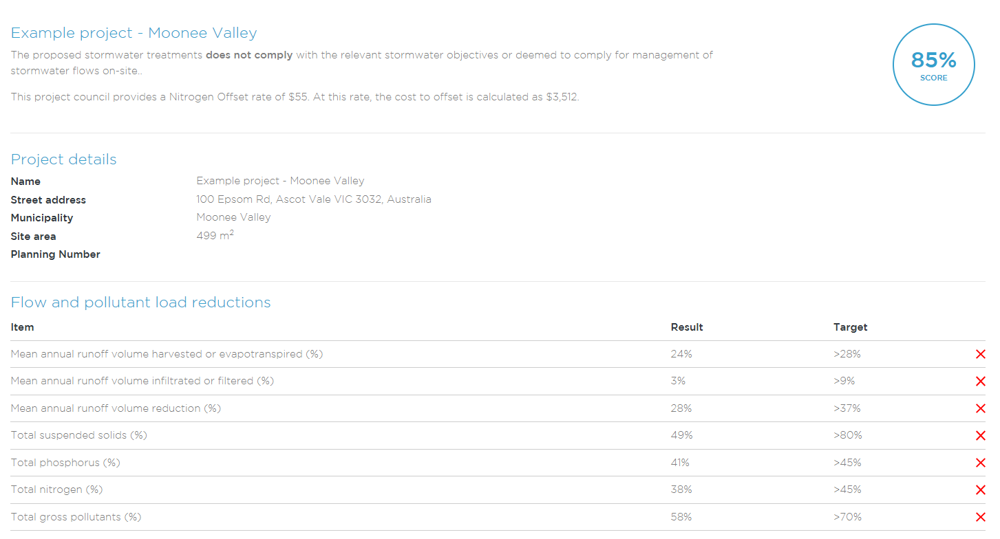 Example project - Moonee Valley
85%
SCORE
The proposed stormwater treatments does not comply with the relevant stormwater objectives or deemed to comply for management of
stormwater flows on-site..
This project council provides a Nitrogen Offset rate of $55. At this rate, the cost to offset is calculated as $3,512.
Project details
Name Example project - Moonee Valley
Street address 100 Epsom Rd, Ascot Vale VIC 3032, Australia
Municipality Moonee Valley
Site area 499 m²
Planning Number
Flow and pollutant load reductions
Item Result Target
Mean annual runoff volume harvested or evapotranspired (%) 24% >28%
Mean annual runoff volume infiltrated or filtered (%) 3% >9%
Mean annual runoff volume reduction (%) 28% >37%
Total suspended solids (%) 49% >80%
Total phosphorus (%) 41% >45%
Total nitrogen (%) 38% >45%
Total gross pollutants (%) 58% >70%